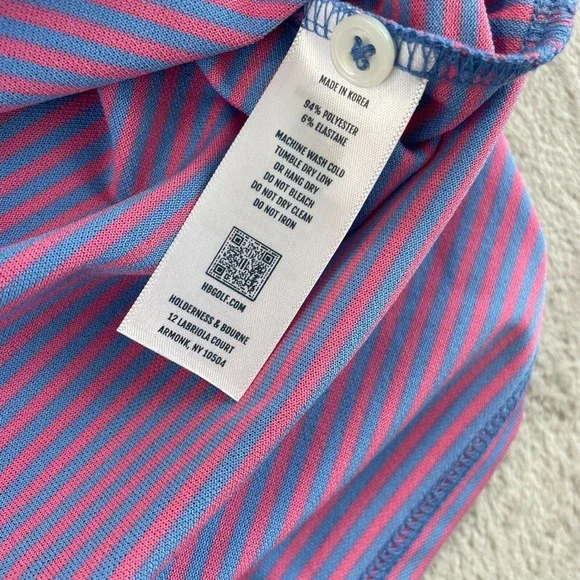 MADE IN KOREA
94% POLYESTER
6% ELASTANE
MACHINE WASH COLD
TUMBLE DRY LOW
OR HANG DRY
DO NOT BLEACH
DO NOT DRY CLEAN
DO NOT IRON
HBGOLF.COM
HOLDERNESS & BOURNE
12 LABRIOLA COURT
ARMONK, NY 10504